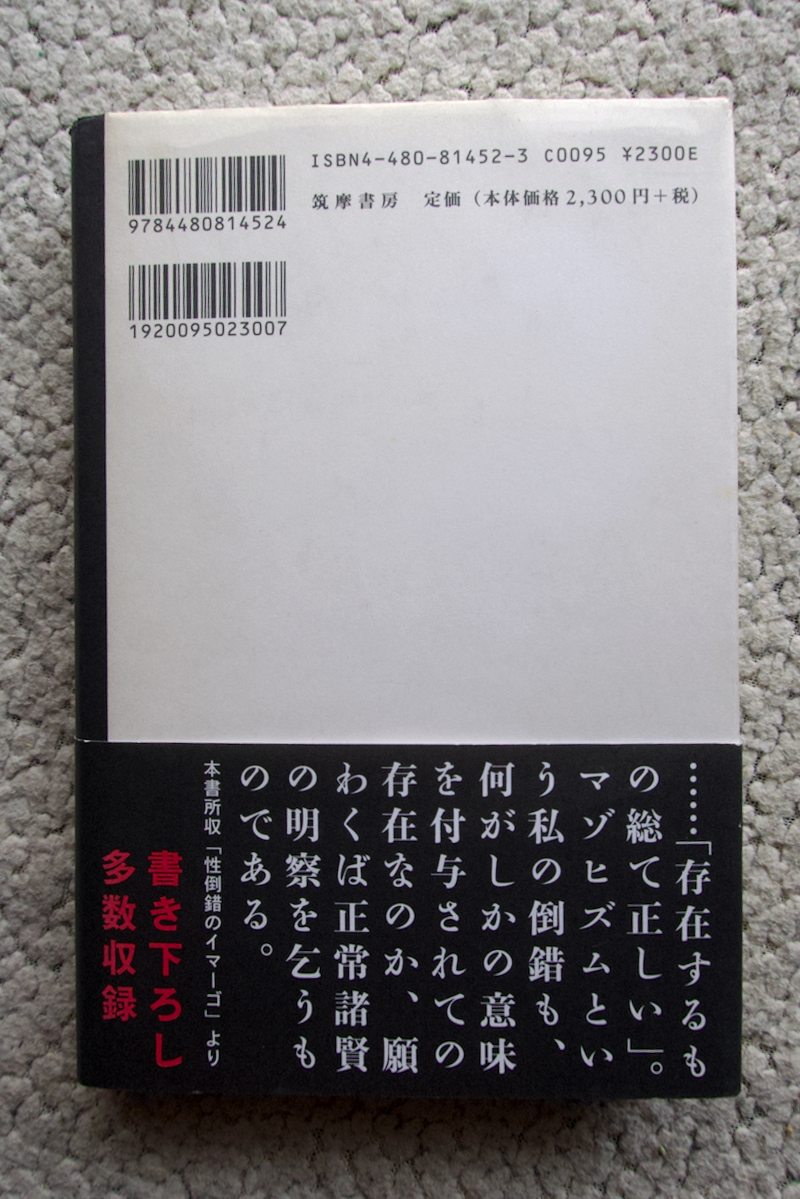 ISBN4-480-81452-3 C0095 ¥2300E
筑摩書房 定価（本体価格2,300円＋税）
9784480814524
1920095023007
……「存在するも
の総て正しい」。
マゾヒズムとい
う私の倒錯も、
何がしかの意味
を付与されての
存在なのか、願
わくば正常諸賢
の明察を乞うも
のである。
本書所収「性倒錯のイマーゴ」より
書き下ろし
多数収録